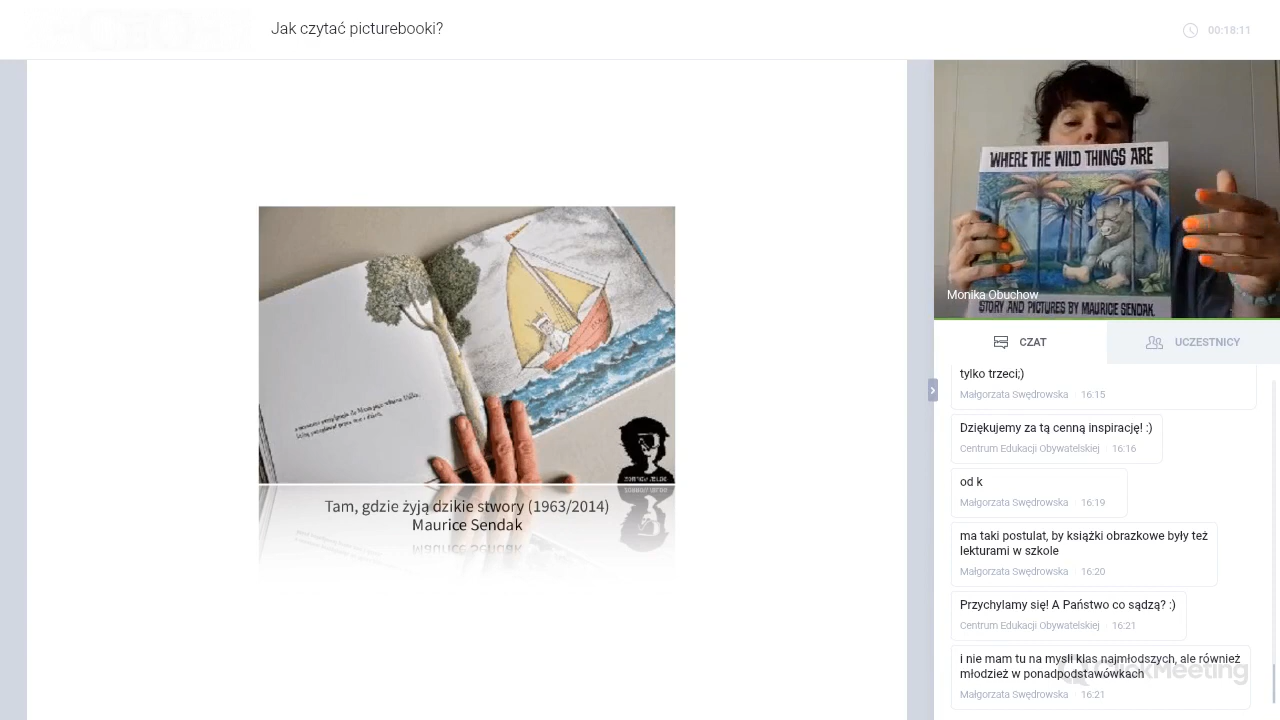 Jak czytać picturebooki?
00:18:11
WHERE THE WILD THINGS ARE
STORY AND PICTURES BY MAURICE SENDAK.
Monika Obuchow
Tam, gdzie żyją dzikie stwory (1963/2014)
Maurice Sendak
CZAT
UCZESTNICY
tylko trzeci;)
Małgorzata Swędrowska · 16:15
Dziękujemy za tą cenną inspirację! :)
Centrum Edukacji Obywatelskiej · 16:16
od k
Małgorzata Swędrowska · 16:19
ma taki postulat, by książki obrazkowe były też
lekturami w szkole
Małgorzata Swędrowska · 16:20
Przychylamy się! A Państwo co sądzą? :)
Centrum Edukacji Obywatelskiej · 16:21
i nie mam tu na mysli klas najmłodszych, ale również
młodzież w ponadpodstawówkach
Małgorzata Swędrowska · 16:21
ClickMeeting